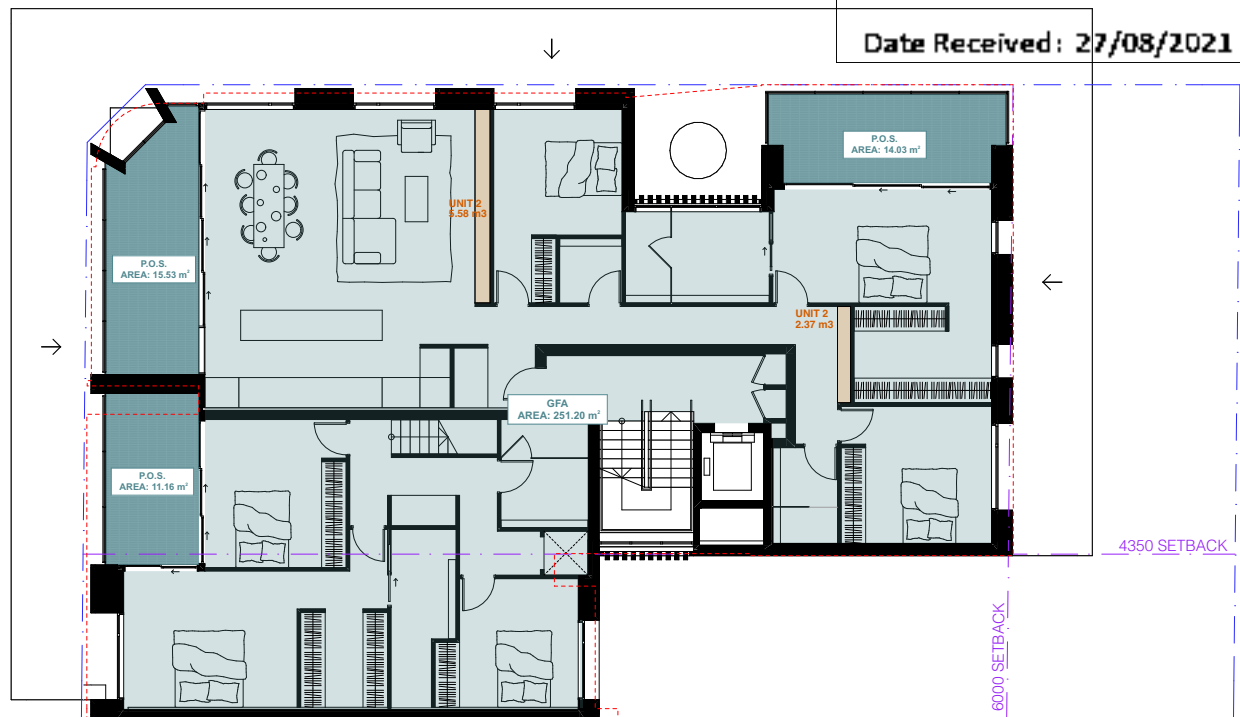 Date Received: 27/08/2021
P.O.S.
AREA: 14.03 m²
UNIT 2
5.58 m3
P.O.S.
AREA: 15.53 m²
UNIT 2
2.37 m3
GFA
AREA: 251.20 m²
P.O.S.
AREA: 11.16 m²
4350 SETBACK
6000 SETBACK